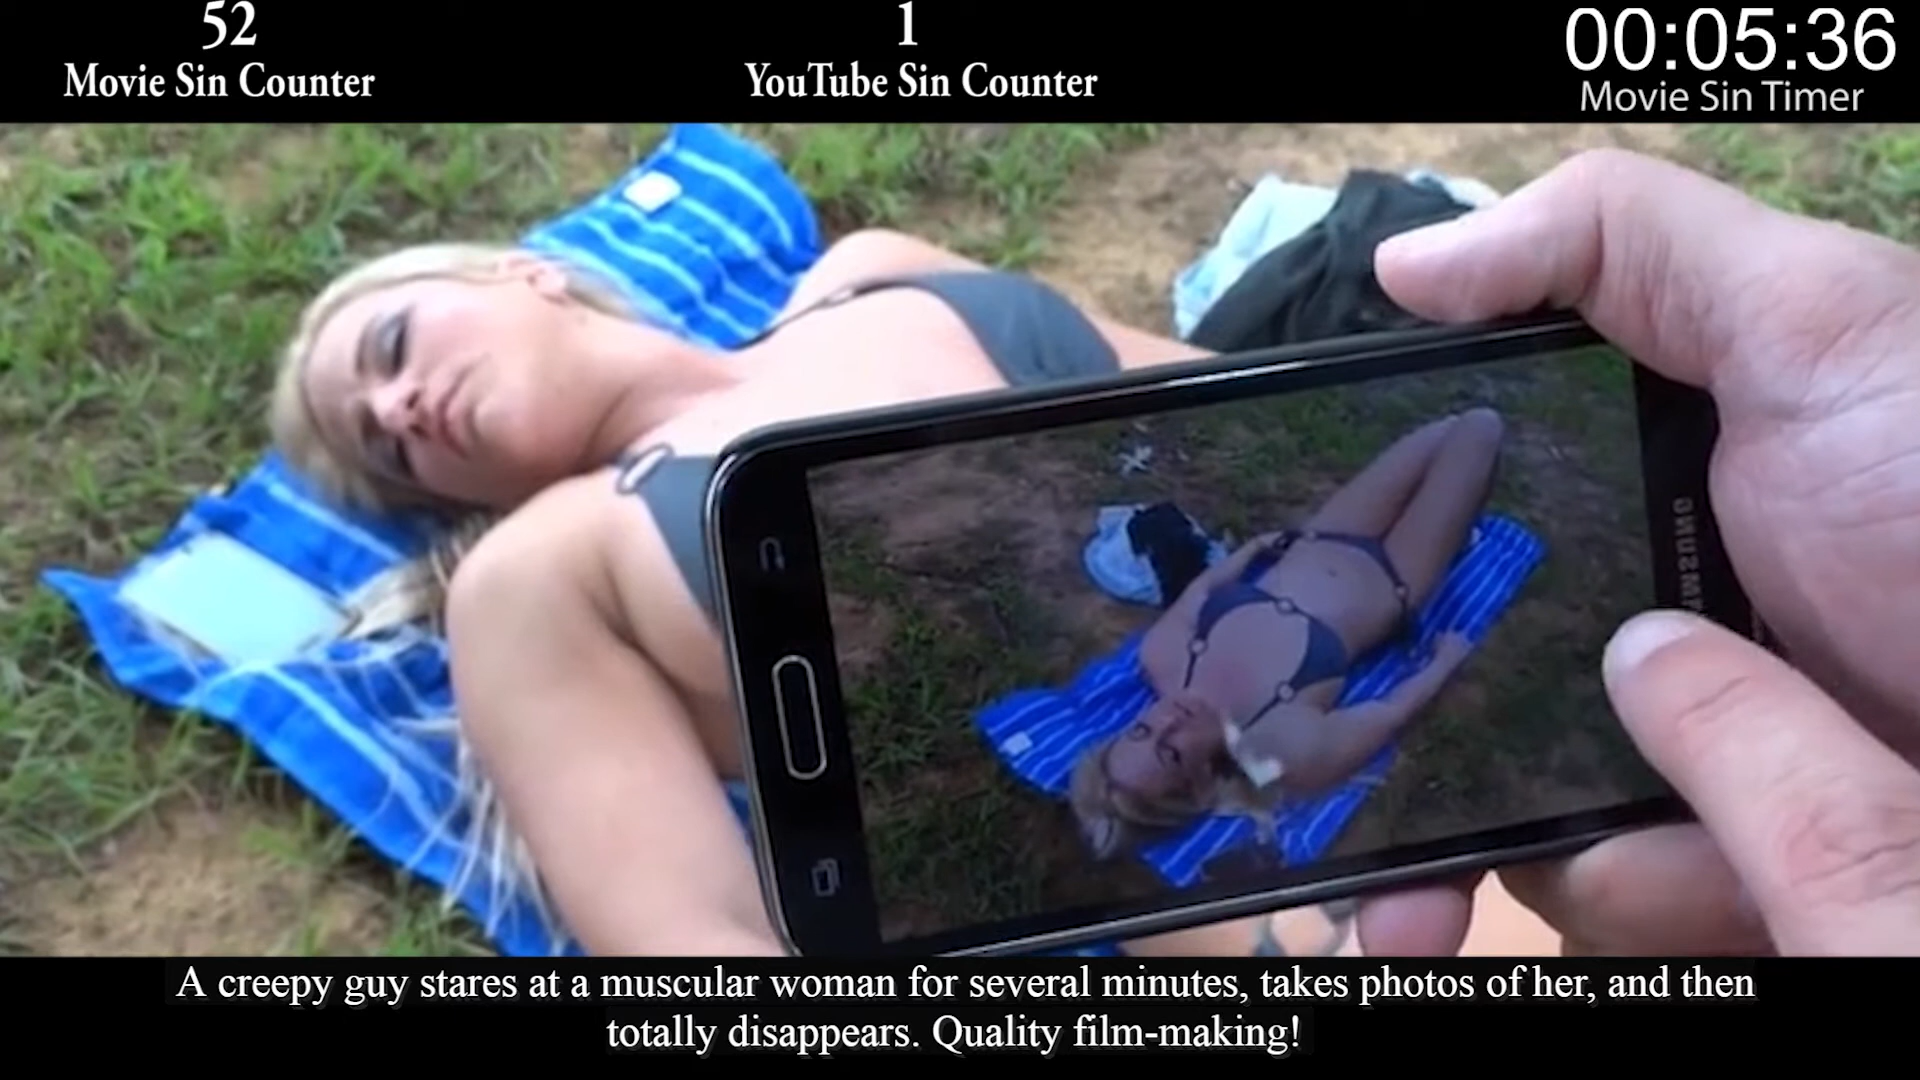 52
Movie Sin Counter
1
YouTube Sin Counter
00:05:36
Movie Sin Timer
SAMSUNG
A creepy guy stares at a muscular woman for several minutes, takes photos of her, and then
totally disappears. Quality film-making!